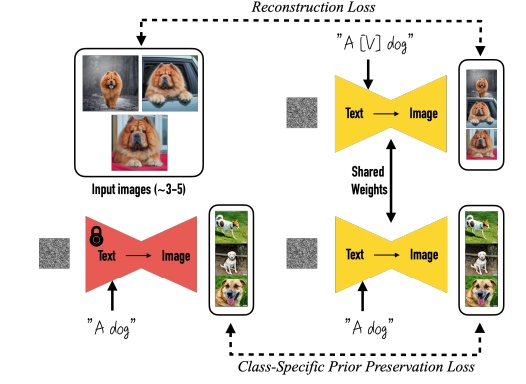 Reconstruction Loss
"A [V] dog"
Text → Image
Input images (~3-5)
Shared
Weights
Text → Image
Text → Image
"A dog"
"A dog"
Class-Specific Prior Preservation Loss